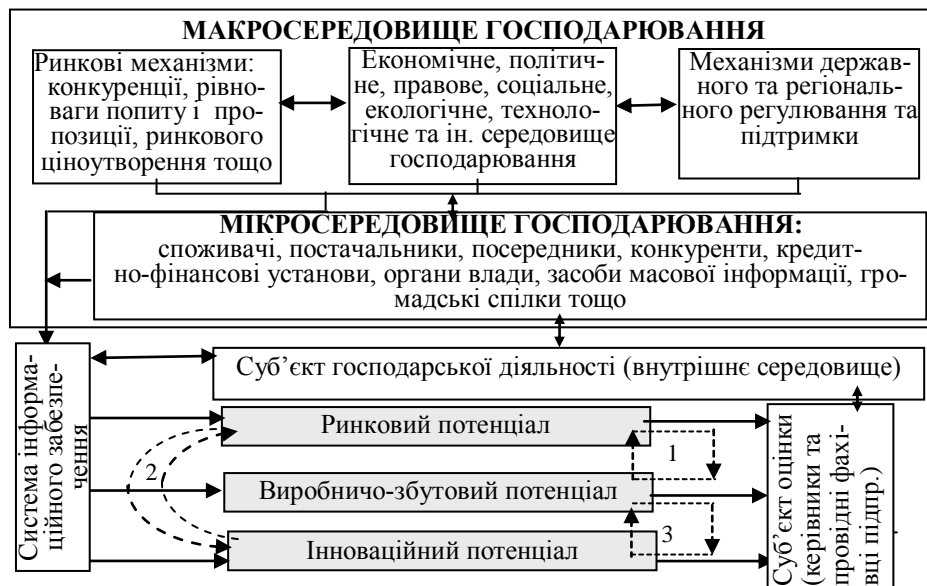 МАКРОСЕРЕДОВИЩЕ ГОСПОДАРЮВАННЯ
Ринкові механізми:
конкуренції, рівно-
ваги попиту і про-
позиції, ринкового
ціноутворення тощо
Економічне, політич-
не, правове, соціальне,
екологічне, техноло-
гічне та ін. середовище
господарювання
Механізми держав-
ного та регіональ-
ного регулювання та
підтримки
МІКРОСЕРЕДОВИЩЕ ГОСПОДАРЮВАННЯ:
споживачі, постачальники, посередники, конкуренти, кредит-
но-фінансові установи, органи влади, засоби масової інформації, гро-
мадські спілки тощо
Система інформа-
ційного забезпе-
чення
Суб’єкт господарської діяльності (внутрішнє середовище)
Ринковий потенціал
1
2
Виробничо-збутовий потенціал
3
Інноваційний потенціал
Суб’єкт оцінки
(керівники та
провідні фахі-
вці підпр.)